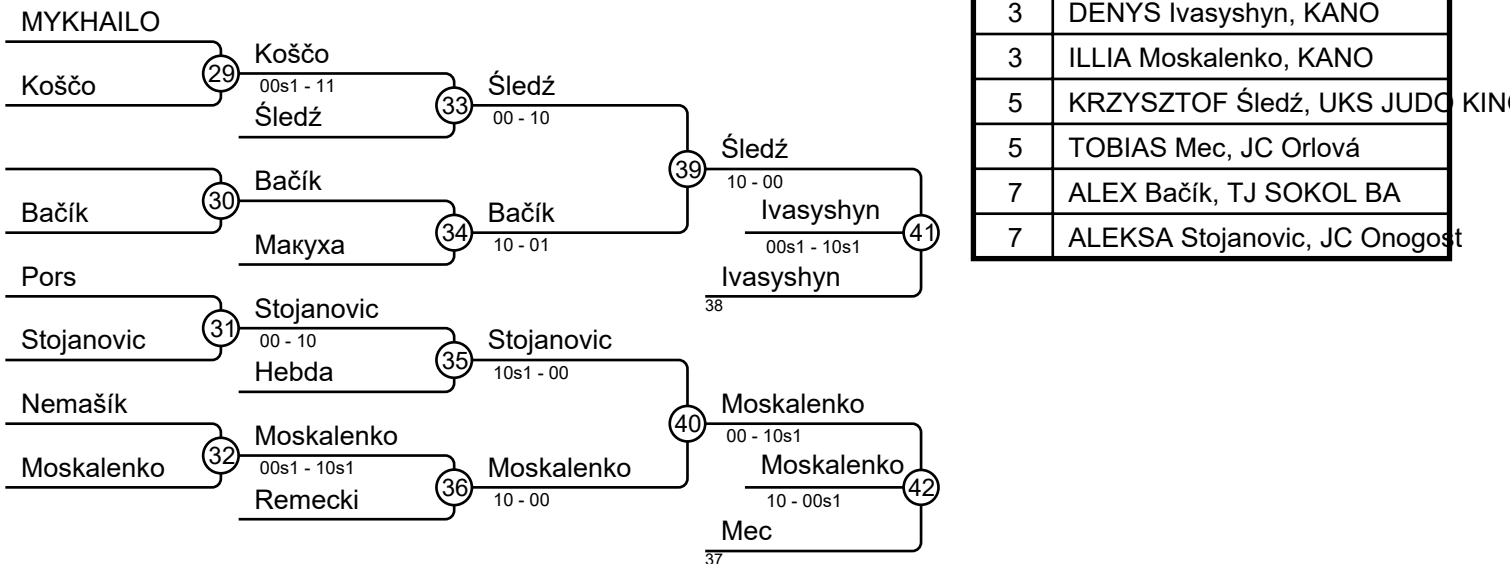 MYKHAILO
Koščo
29
Koščo
00s1 - 11
Śledź
33
Śledź
00 - 10
Bačík
30
Bačík
Макуха
34
Bačík
10 - 01
39
Śledź
10 - 00
Ivasyshyn
00s1 - 10s1
41
Ivasyshyn
38
Pors
Stojanovic
31
Stojanovic
00 - 10
Hebda
35
Stojanovic
10s1 - 00
Nemašík
Moskalenko
32
Moskalenko
00s1 - 10s1
Remecki
36
Moskalenko
10 - 00
40
Moskalenko
00 - 10s1
Moskalenko
10 - 00s1
42
Mec
37
3 DENYS Ivasyshyn, KANO
3 ILLIA Moskalenko, KANO
5 KRZYSZTOF Śledź, UKS JUDO
5 TOBIAS Mec, JC Orlová
7 ALEX Bačík, TJ SOKOL BA
7 ALEKSA Stojanovic, JC Onogost